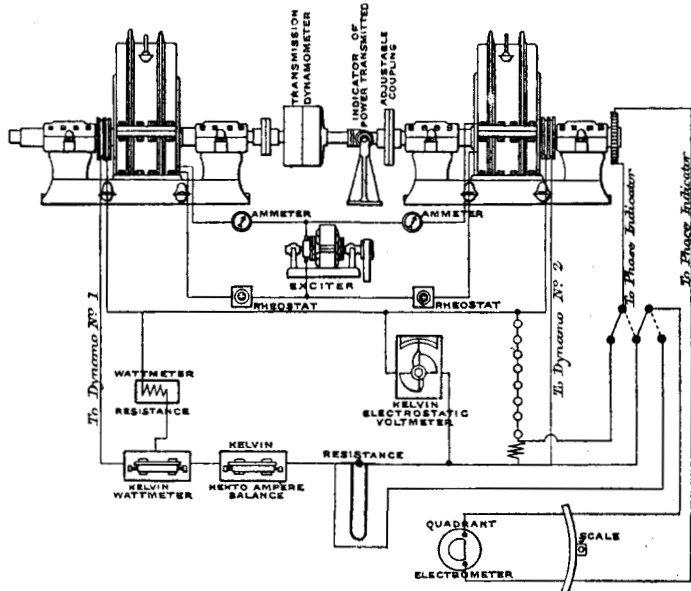 TRANSMISSION
DYNAMOMETER
INDICATOR OF
POWER TRANSMITTED
ADJUSTABLE
COUPLING
AMMETER
AMMETER
EXCITER
RHEOSTAT
RHEOSTAT
To Dynamo No. 1
To Dynamo No. 2
To Phase Indicator
To Phase Indicator
WATTMETER
RESISTANCE
KELVIN
ELECTROSTATIC
VOLTMETER
KELVIN
WATTMETER
KELVIN
HEKTO AMPERE
BALANCE
RESISTANCE
QUADRANT
ELECTROMETER
SCALE